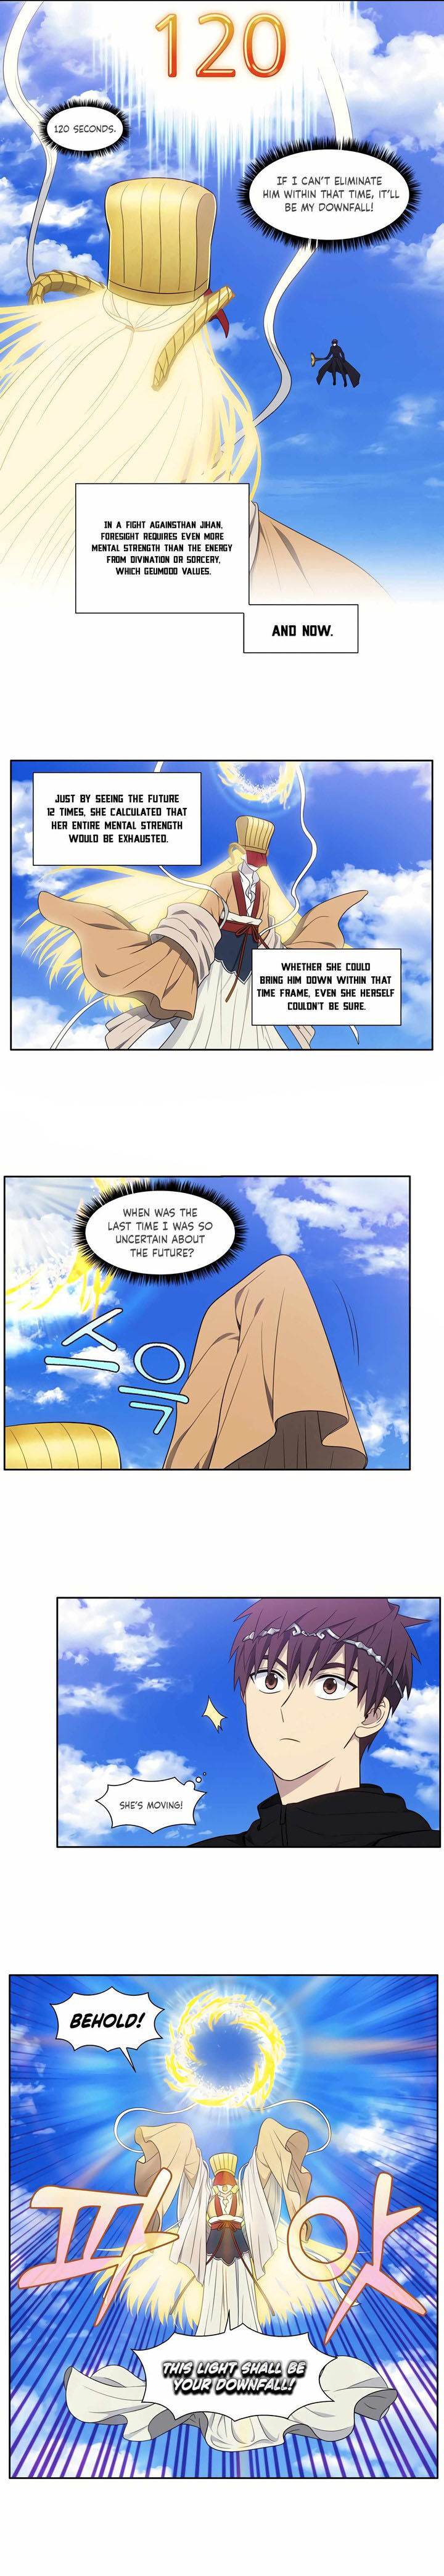 120
120 SECONDS.
IF I CAN'T ELIMINATE
HIM WITHIN THAT TIME, IT'LL
BE MY DOWNFALL!
IN A FIGHT AGAINSTHAN JIHAN,
FORESIGHT REQUIRES EVEN MORE
MENTAL STRENGTH THAN THE ENERGY
FROM DIVINATION OR SORCERY,
WHICH GEUMODO VALUES.
AND NOW.
JUST BY SEEING THE FUTURE
12 TIMES, SHE CALCULATED THAT
HER ENTIRE MENTAL STRENGTH
WOULD BE EXHAUSTED.
WHETHER SHE COULD
BRING HIM DOWN WITHIN THAT
TIME FRAME, EVEN SHE HERSELF
COULDN'T BE SURE.
WHEN WAS THE
LAST TIME I WAS SO
UNCERTAIN ABOUT
THE FUTURE?
스윽
SHE'S MOVING!
BEHOLD!
파앗
THIS LIGHT SHALL BE
YOUR DOWNFALL!